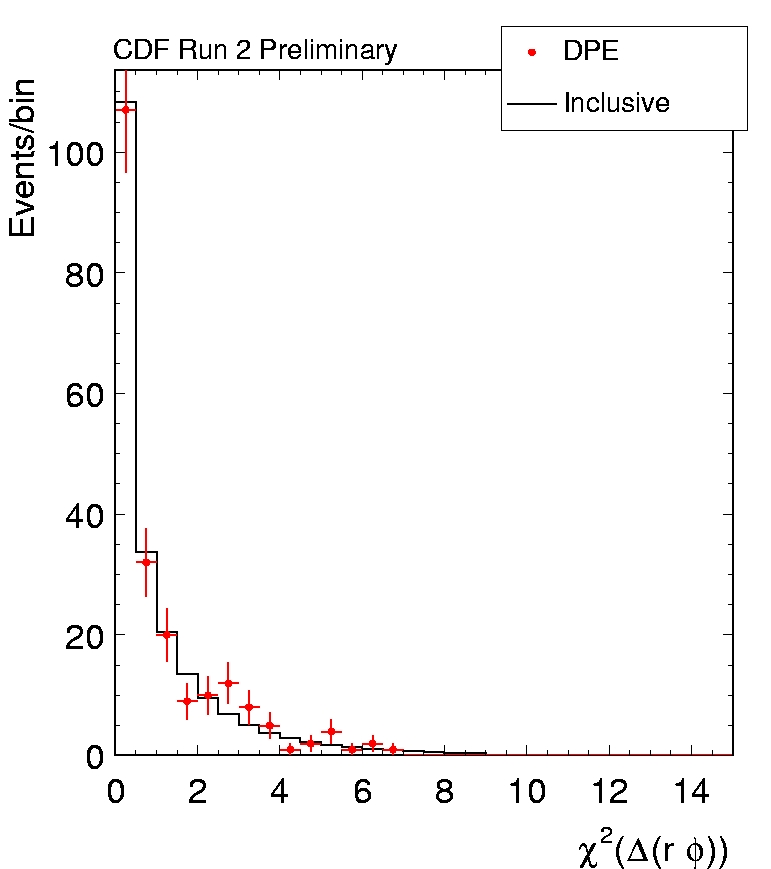 CDF Run 2 Preliminary
DPE
Inclusive
Events/bin
100
80
60
40
20
0
0 2 4 6 8 10 12 14
χ²(Δ(r ϕ))